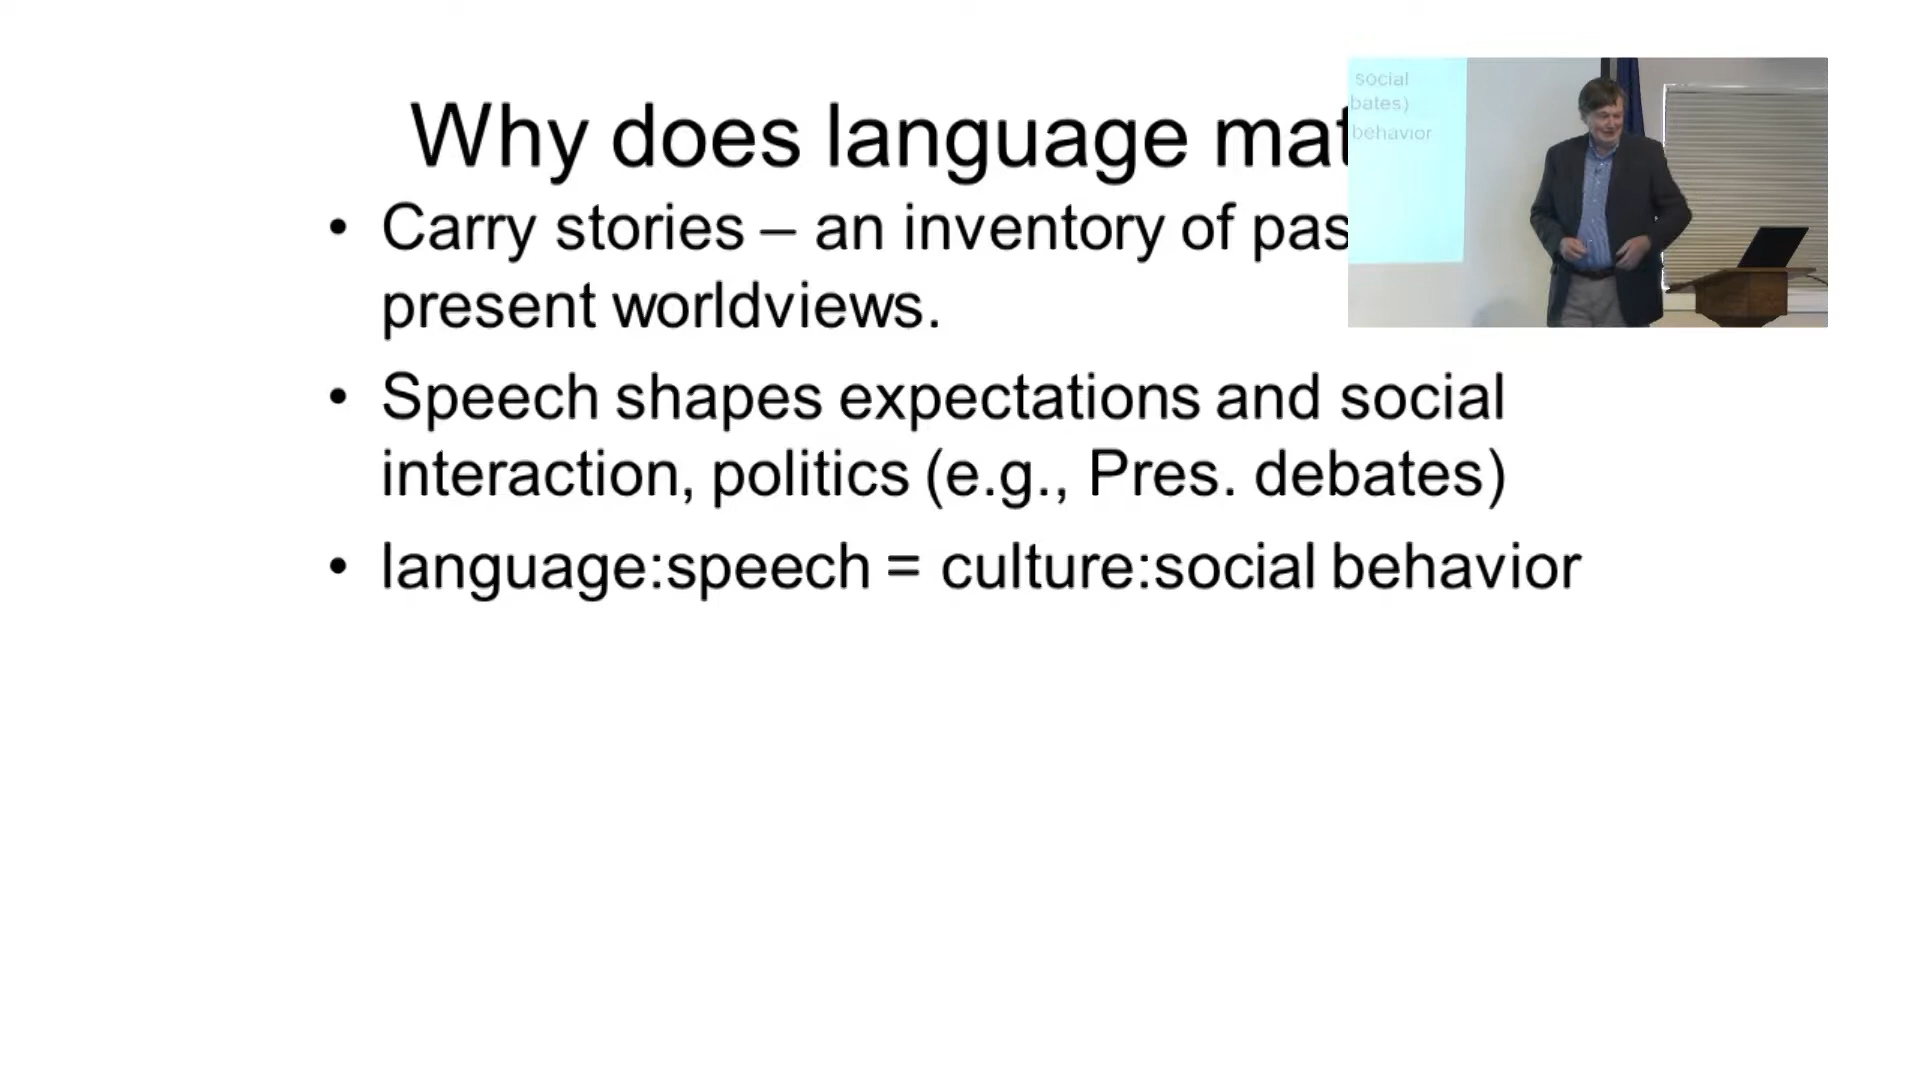 Why does language mat
• Carry stories – an inventory of pas
present worldviews.
• Speech shapes expectations and social
interaction, politics (e.g., Pres. debates)
• language:speech = culture:social behavior
social
bates)
behavior